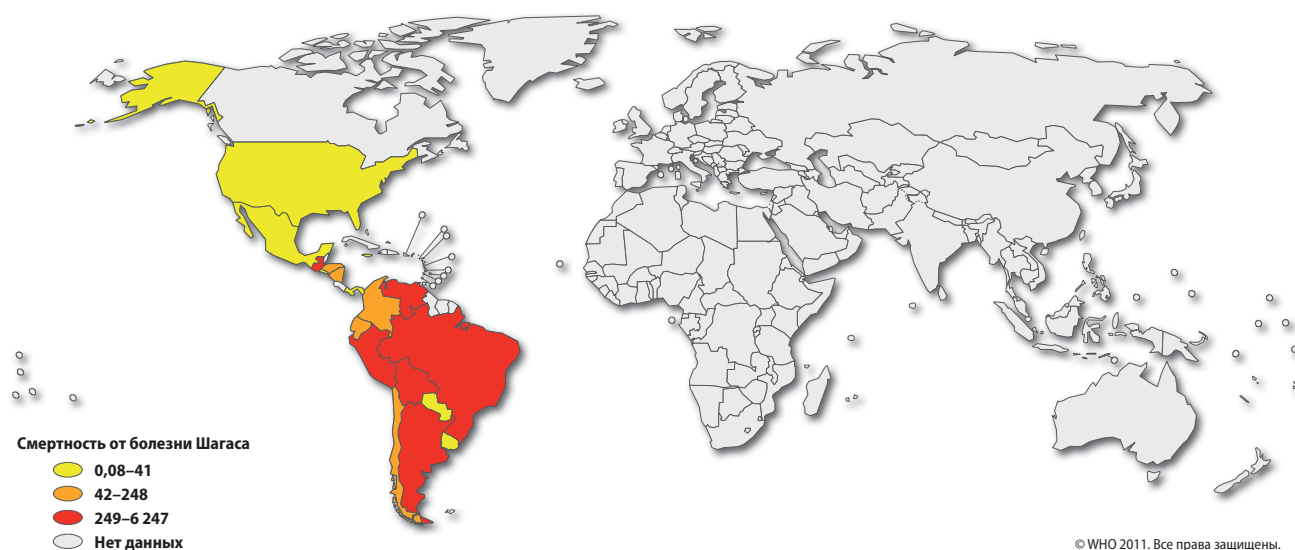 Смертность от болезни Шагаса
0,08–41
42–248
249–6 247
Нет данных
© WHO 2011. Все права защищены.